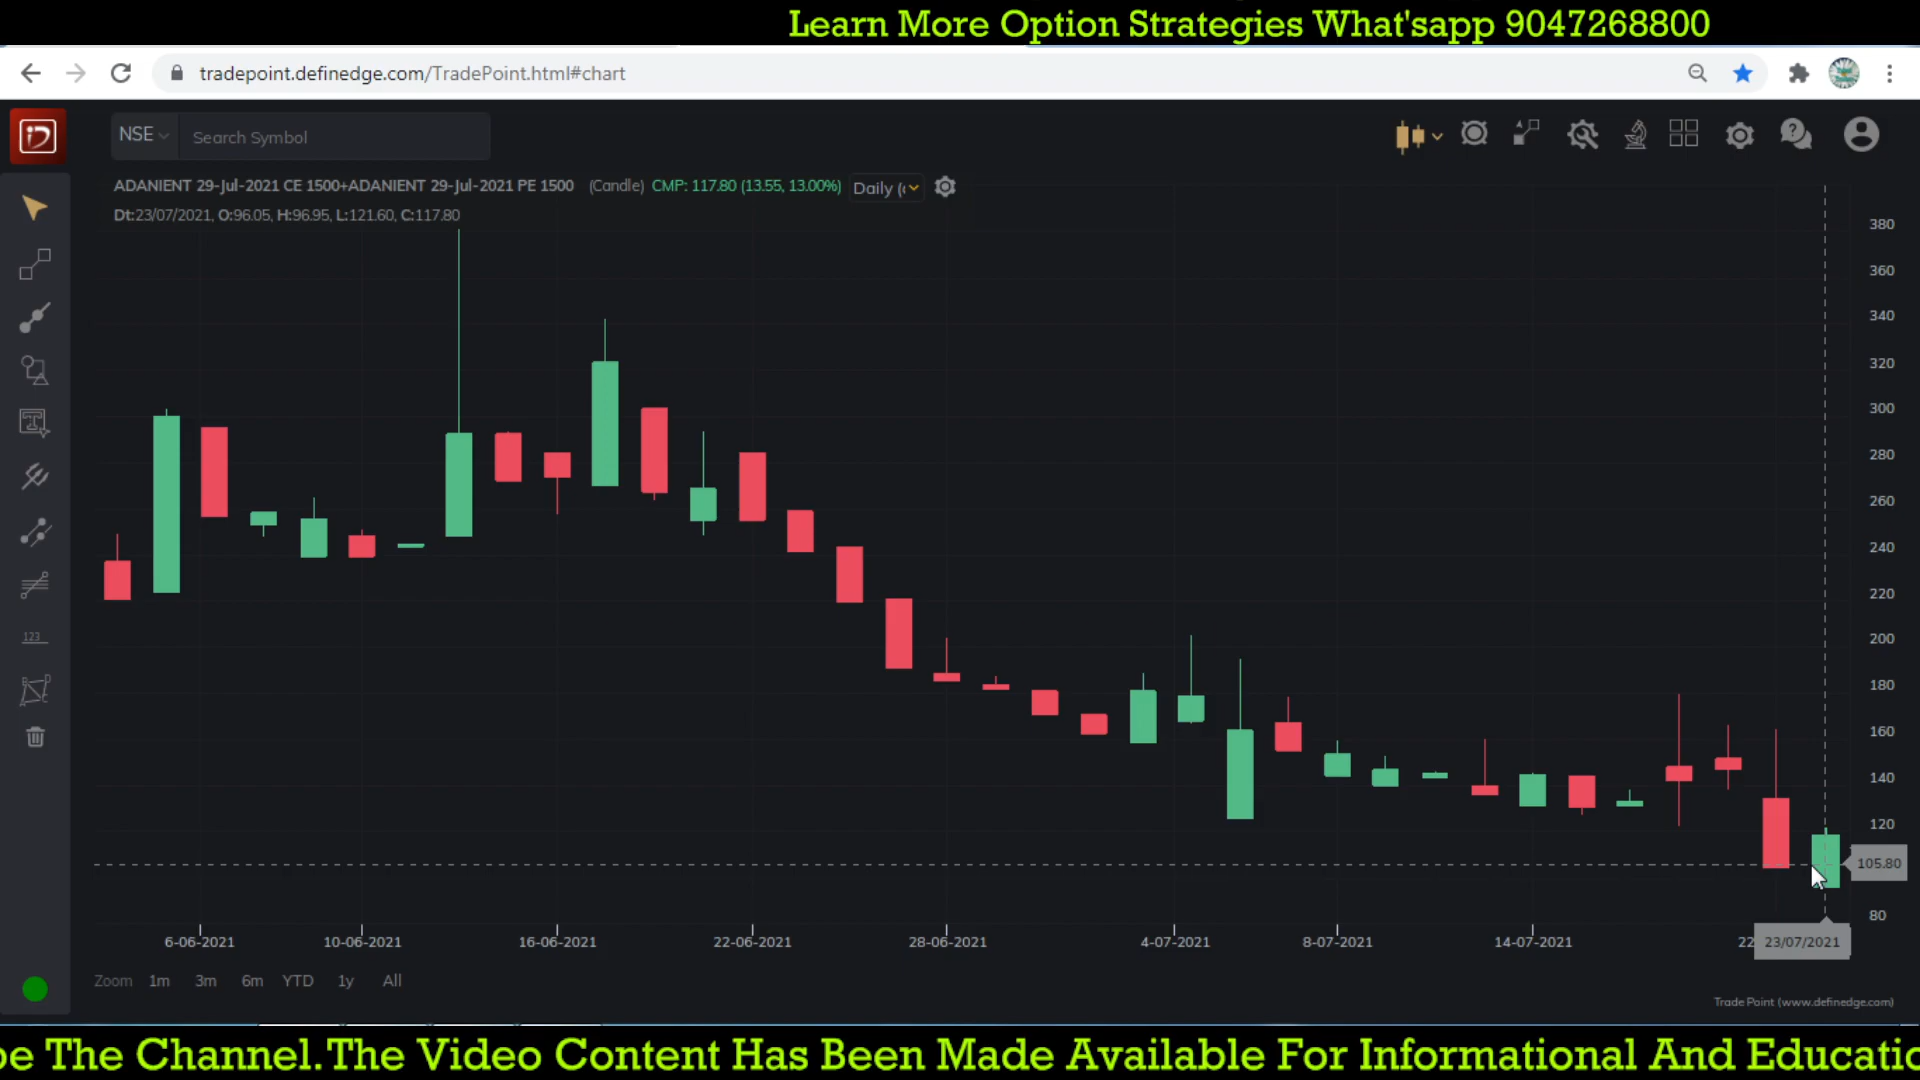 Learn More Option Strategies What'sapp 9047268800
tradepoint.definedge.com/TradePoint.html#chart
NSE
Search Symbol
ADANIENT 29-Jul-2021 CE 1500+ADANIENT 29-Jul-2021 PE 1500 (Candle) CMP: 117.80 (13.55, 13.00%) Daily (
Dt:23/07/2021, O:96.05, H:96.95, L:121.60, C:117.80
380
360
340
320
300
280
260
240
220
200
180
160
140
120
105.80
80
123
6-06-2021 10-06-2021 16-06-2021 22-06-2021 28-06-2021 4-07-2021 8-07-2021 14-07-2021 22 23/07/2021
Zoom 1m 3m 6m YTD 1y All
Trade Point (www.definedge.com)
be The Channel.The Video Content Has Been Made Available For Informational And Educatio